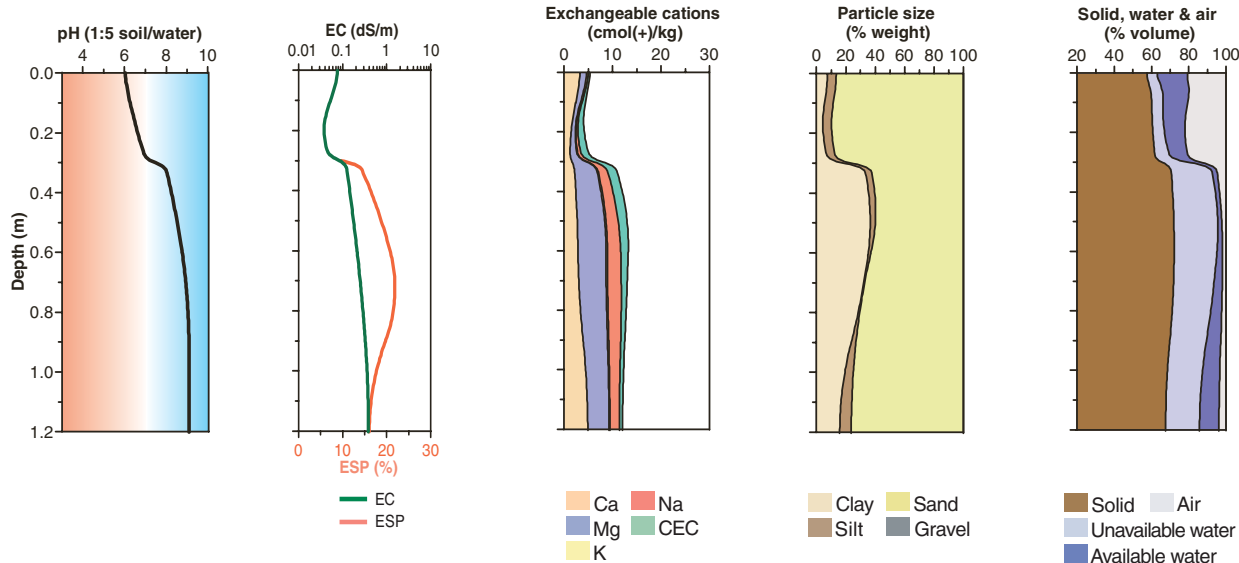 pH (1:5 soil/water)
4 6 8 10
Depth (m)
0.0
0.2
0.4
0.6
0.8
1.0
1.2
EC (dS/m)
0.01 0.1 1 10
0 10 20 30
ESP (%)
EC
ESP
Exchangeable cations
(cmol(+)/kg)
0 10 20 30
Ca Na
Mg CEC
K
Particle size
(% weight)
0 20 40 60 80 100
Clay Sand
Silt Gravel
Solid, water & air
(% volume)
20 40 60 80 100
Solid Air
Unavailable water
Available water